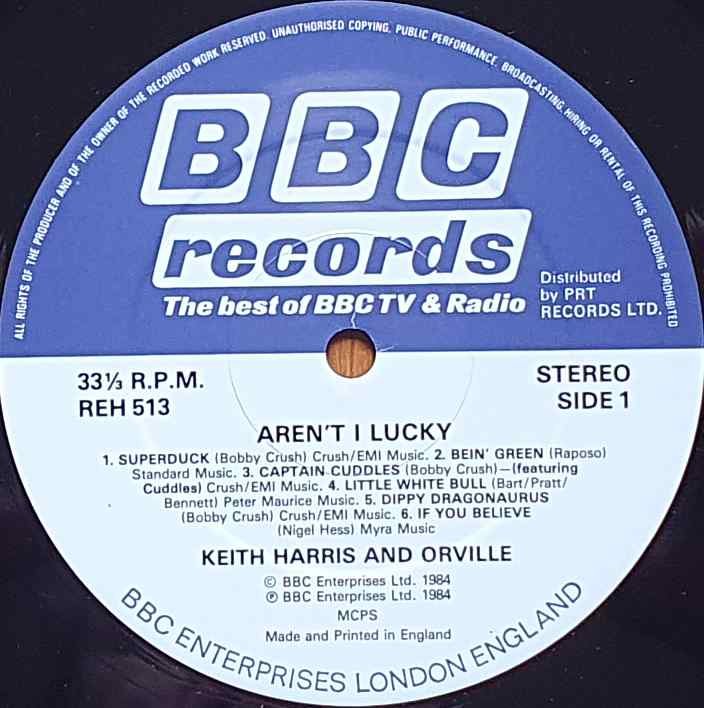 ALL RIGHTS OF THE PRODUCER AND OF THE OWNER OF THE RECORDED WORK RESERVED. UNAUTHORISED COPYING, PUBLIC PERFORMANCE, BROADCASTING, HIRING OR RENTAL OF THIS RECORDING PROHIBITED
BBC
records
The best of BBC TV & Radio
Distributed
by PRT
RECORDS LTD.
33⅓ R.P.M.
REH 513
STEREO
SIDE 1
AREN'T I LUCKY
1. SUPERDUCK (Bobby Crush) Crush/EMI Music. 2. BEIN' GREEN (Raposo)
Standard Music. 3. CAPTAIN CUDDLES (Bobby Crush)—(featuring
Cuddles) Crush/EMI Music. 4. LITTLE WHITE BULL (Bart/Pratt/
Bennett) Peter Maurice Music. 5. DIPPY DRAGONAURUS
(Bobby Crush) Crush/EMI Music. 6. IF YOU BELIEVE
(Nigel Hess) Myra Music
KEITH HARRIS AND ORVILLE
© BBC Enterprises Ltd. 1984
℗ BBC Enterprises Ltd. 1984
MCPS
Made and Printed in England
BBC ENTERPRISES LONDON ENGLAND